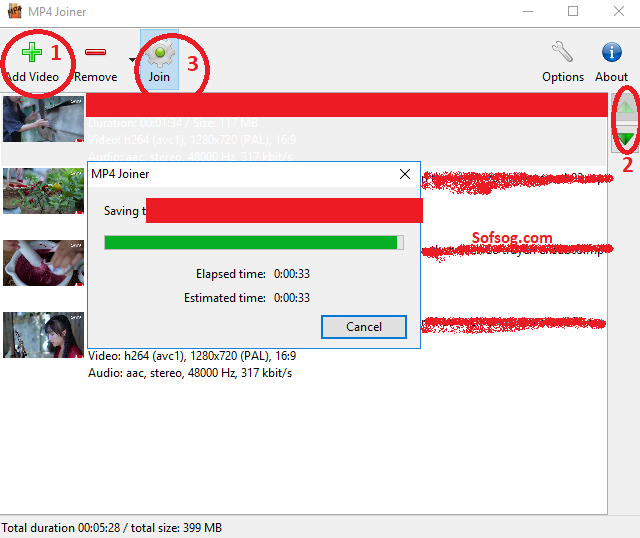 MP4 Joiner
1
3
Add Video
Remove
Join
Options
About
Duration: 00:01:34 / Size: 117 MB
Video: h264 (avc1), 1280x720 (PAL), 16:9
Audio: aac, stereo, 48000 Hz, 317 kbit/s
2
MP4 Joiner
Saving t
Sofsog.com
Elapsed time: 0:00:33
Estimated time: 0:00:33
Cancel
Video: h264 (avc1), 1280x720 (PAL), 16:9
Audio: aac, stereo, 48000 Hz, 317 kbit/s
Total duration 00:05:28 / total size: 399 MB